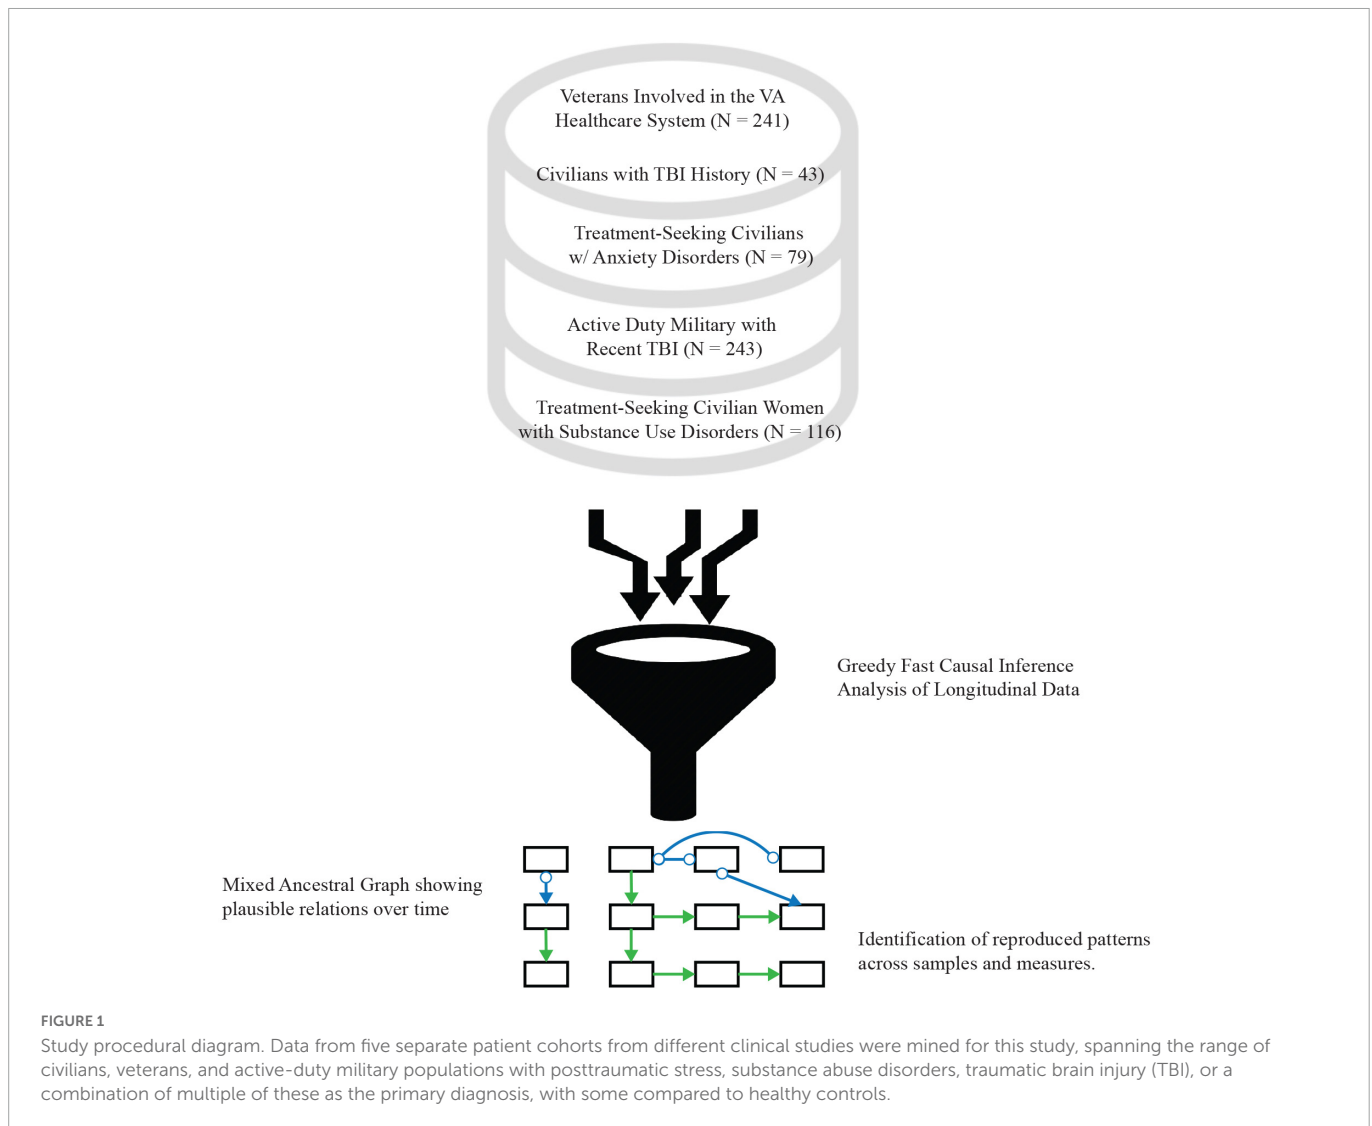 Veterans Involved in the VA
Healthcare System (N = 241)
Civilians with TBI History (N = 43)
Treatment-Seeking Civilians
w/ Anxiety Disorders (N = 79)
Active Duty Military with
Recent TBI (N = 243)
Treatment-Seeking Civilian Women
with Substance Use Disorders (N = 116)
Greedy Fast Causal Inference
Analysis of Longitudinal Data
Mixed Ancestral Graph showing
plausible relations over time
Identification of reproduced patterns
across samples and measures.
FIGURE 1
Study procedural diagram. Data from five separate patient cohorts from different clinical studies were mined for this study, spanning the range of
civilians, veterans, and active-duty military populations with posttraumatic stress, substance abuse disorders, traumatic brain injury (TBI), or a
combination of multiple of these as the primary diagnosis, with some compared to healthy controls.